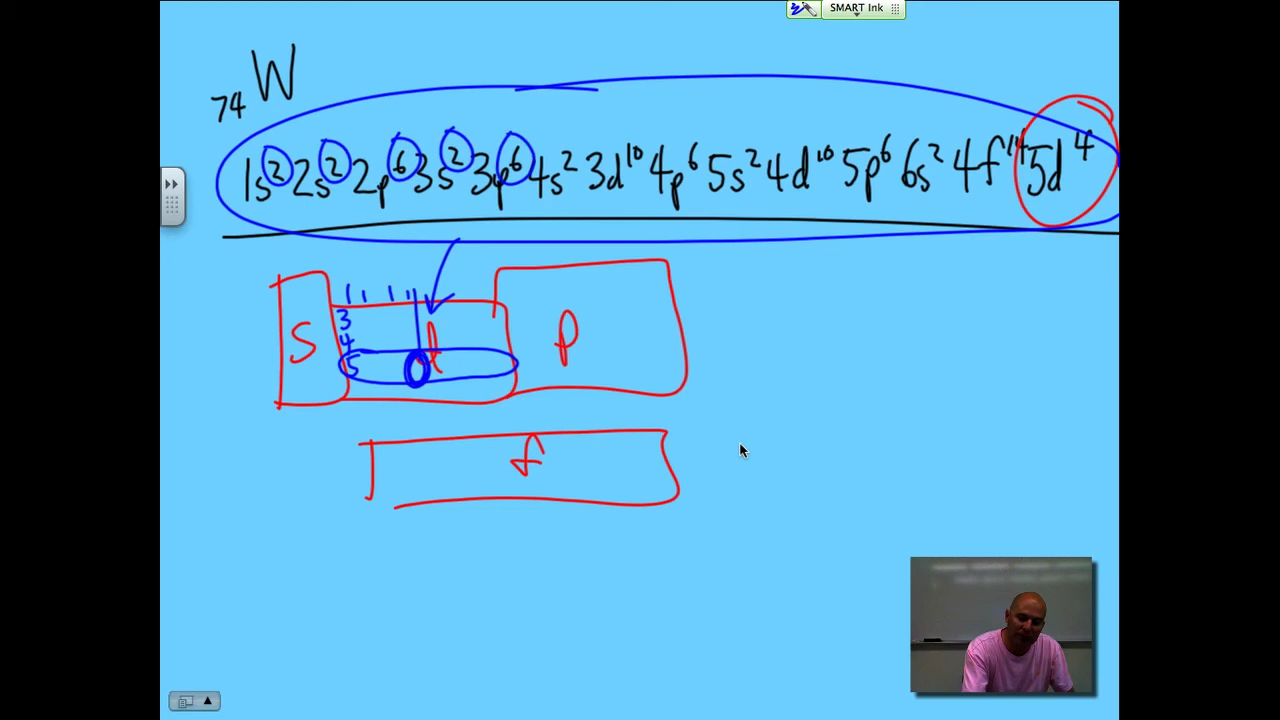 SMART Ink
74W
1s²2s²2p⁶3s²3p⁶4s²3d¹⁰4p⁶5s²4d¹⁰5p⁶6s²4f¹⁴5d⁴
s
3
4
5
d
p
f